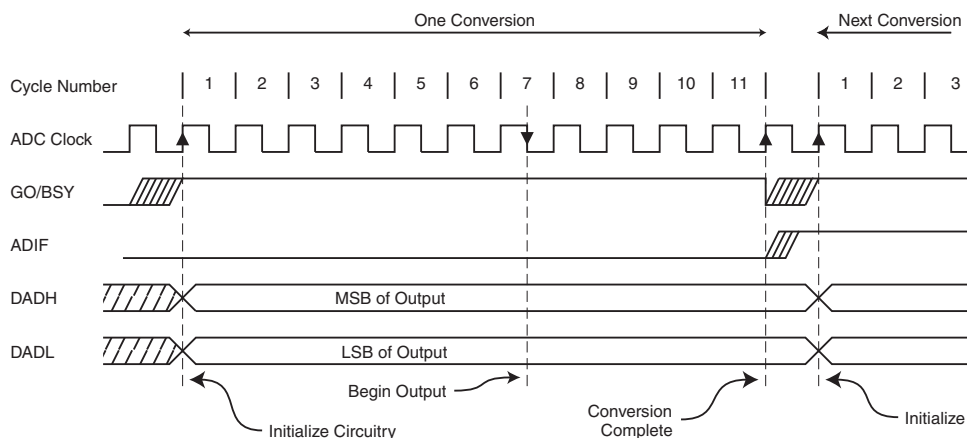 One Conversion
Next Conversion
Cycle Number 1 2 3 4 5 6 7 8 9 10 11 1 2 3
ADC Clock
GO/BSY
ADIF
DADH
MSB of Output
DADL
LSB of Output
Begin Output
Initialize Circuitry
Conversion
Complete
Initialize